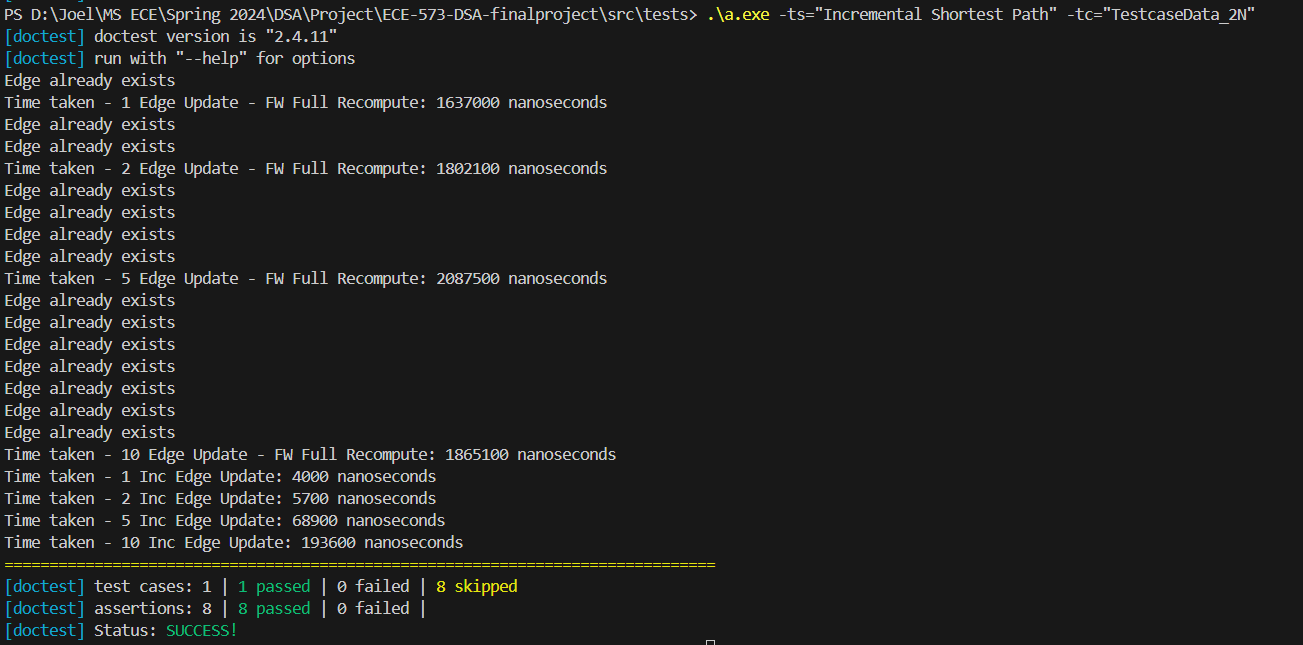 PS D:\Joel\MS ECE\Spring 2024\DSA\Project\ECE-573-DSA-finalproject\src\tests> .\a.exe -ts="Incremental Shortest Path" -tc="TestcaseData_2N"
[doctest] doctest version is "2.4.11"
[doctest] run with "--help" for options
Edge already exists
Time taken - 1 Edge Update - FW Full Recompute: 1637000 nanoseconds
Edge already exists
Edge already exists
Time taken - 2 Edge Update - FW Full Recompute: 1802100 nanoseconds
Edge already exists
Edge already exists
Edge already exists
Edge already exists
Time taken - 5 Edge Update - FW Full Recompute: 2087500 nanoseconds
Edge already exists
Edge already exists
Edge already exists
Edge already exists
Edge already exists
Edge already exists
Edge already exists
Time taken - 10 Edge Update - FW Full Recompute: 1865100 nanoseconds
Time taken - 1 Inc Edge Update: 4000 nanoseconds
Time taken - 2 Inc Edge Update: 5700 nanoseconds
Time taken - 5 Inc Edge Update: 68900 nanoseconds
Time taken - 10 Inc Edge Update: 193600 nanoseconds
===============================================================================
[doctest] test cases: 1 | 1 passed | 0 failed | 8 skipped
[doctest] assertions: 8 | 8 passed | 0 failed |
[doctest] Status: SUCCESS!